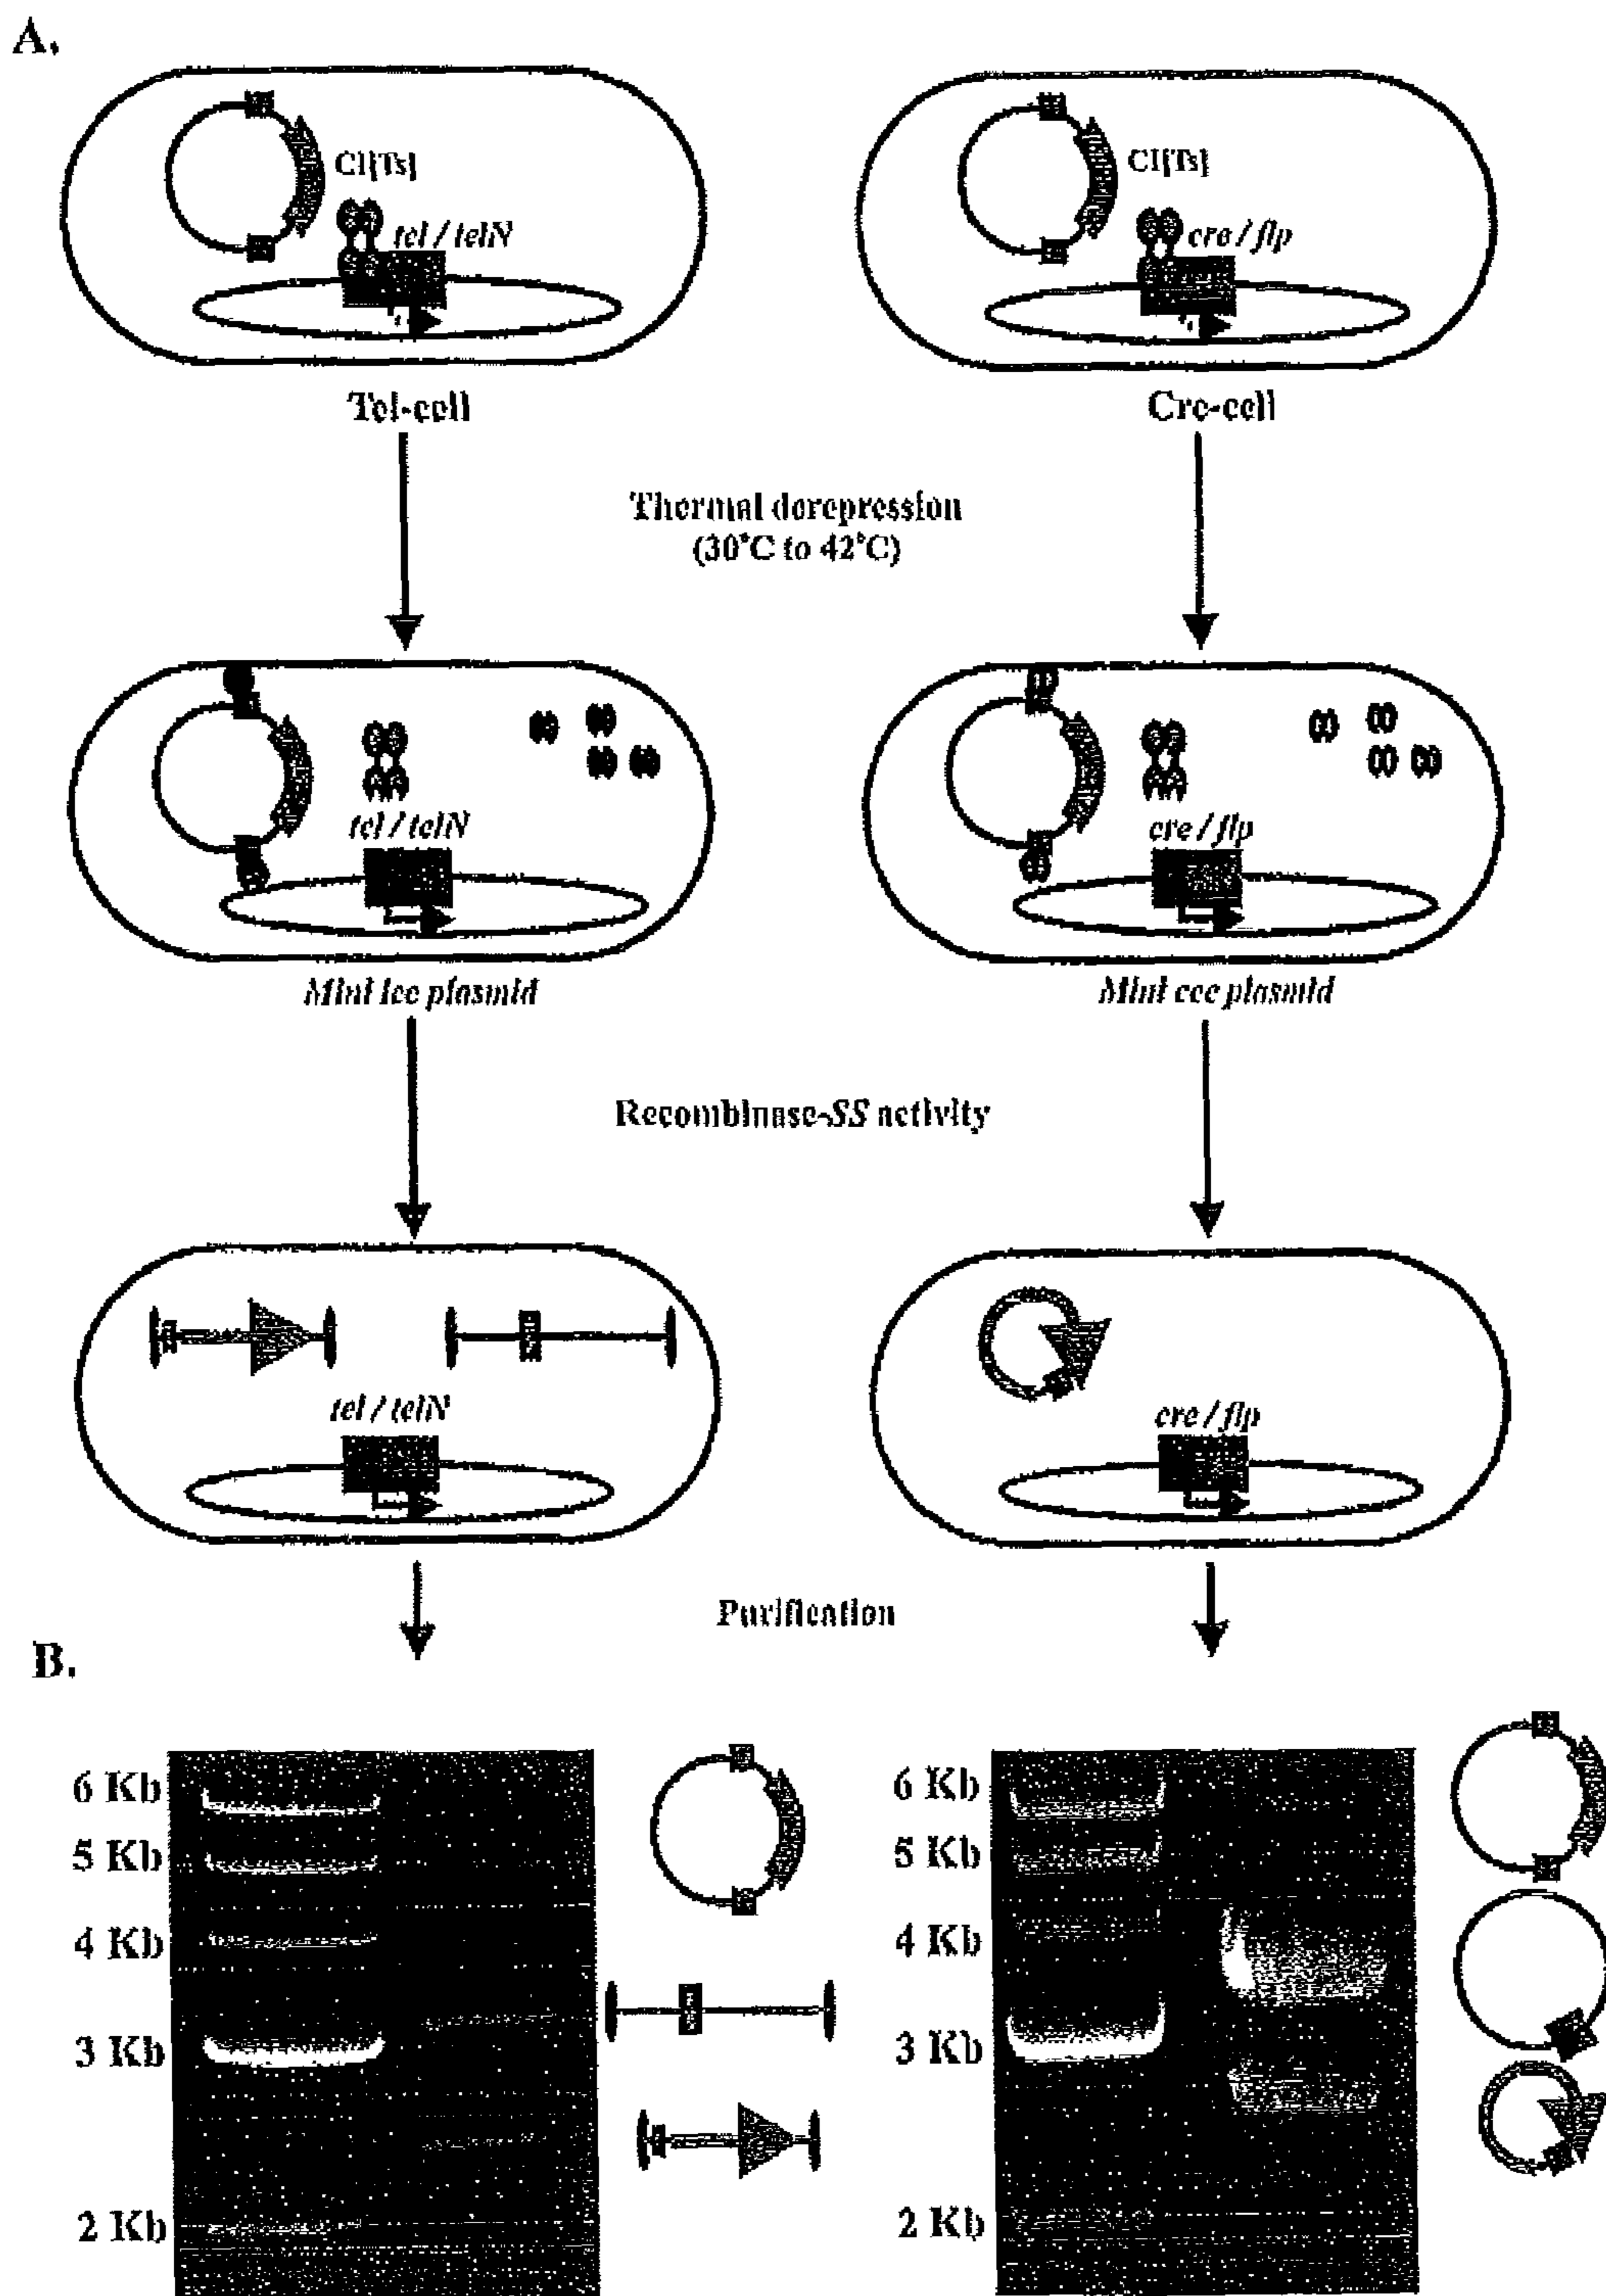 A.
CI[Ts]
tel / telN
CI[Ts]
cre / flp
Tel-cell
Cre-cell
Thermal derepression
(30°C to 42°C)
tel / telN
cre / flp
Mini lcc plasmid
Mini ccc plasmid
Recombinase-SS activity
tel / telN
cre / flp
Purification
B.
6 Kb
5 Kb
4 Kb
3 Kb
2 Kb
6 Kb
5 Kb
4 Kb
3 Kb
2 Kb